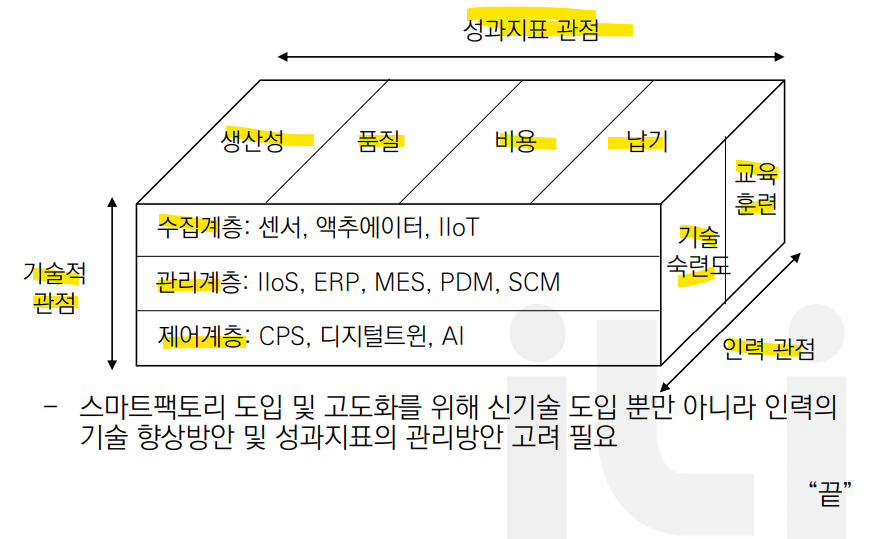 성과지표 관점
생산성 품질 비용 납기
교육
훈련
수집계층: 센서, 액추에이터, IIoT
기술
숙련도
기술적
관점
관리계층: IIoS, ERP, MES, PDM, SCM
제어계층: CPS, 디지털트윈, AI
인력 관점
- 스마트팩토리 도입 및 고도화를 위해 신기술 도입 뿐만 아니라 인력의
기술 향상방안 및 성과지표의 관리방안 고려 필요
“끝”